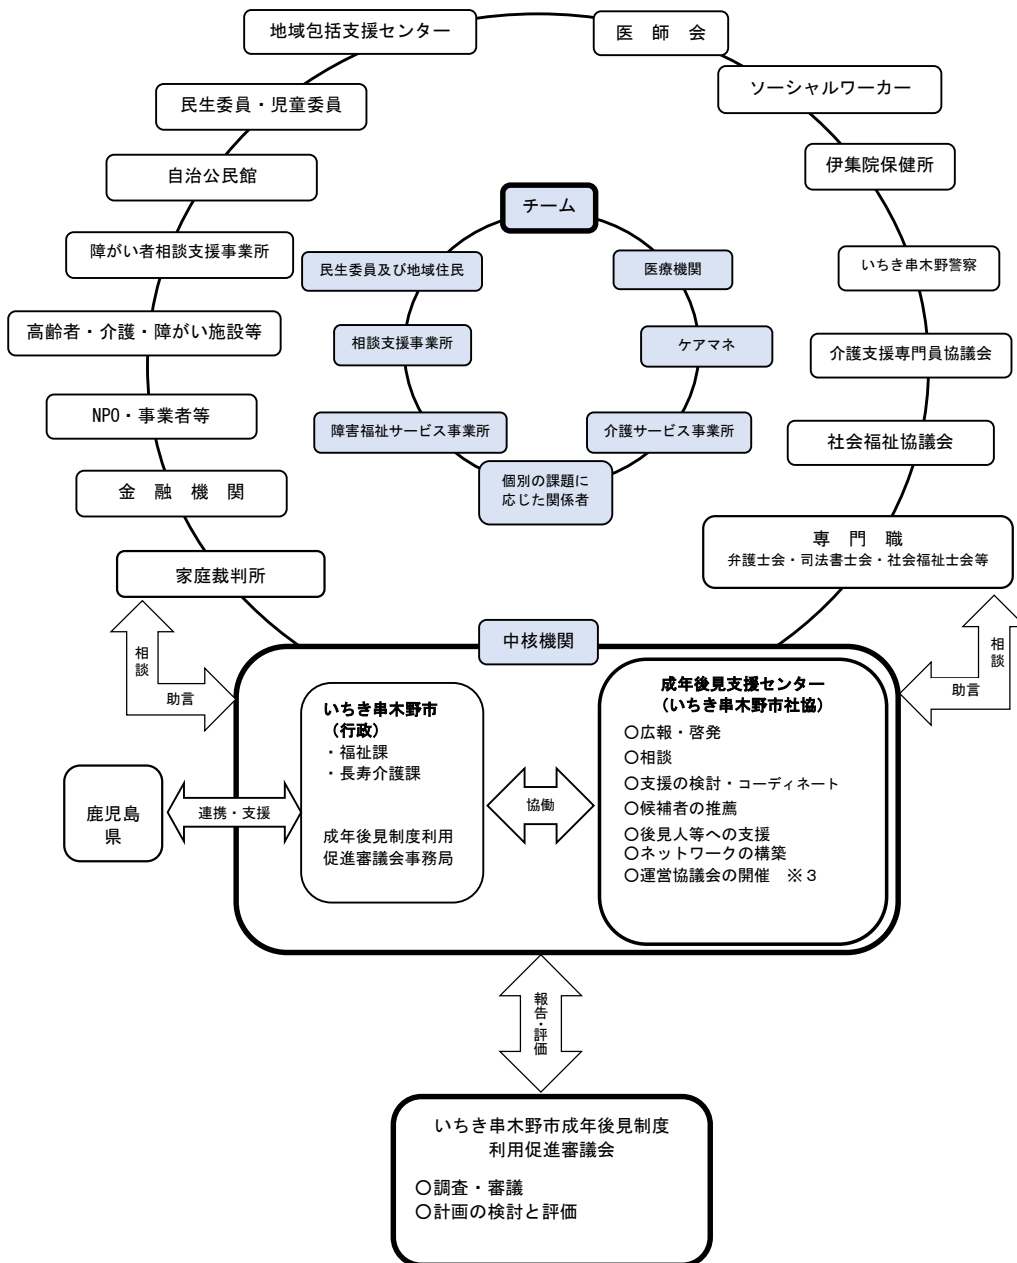 地域包括支援センター
医　師　会
民生委員・児童委員
ソーシャルワーカー
自治公民館
伊集院保健所
チーム
障がい者相談支援事業所
民生委員及び地域住民
医療機関
いちき串木野警察
高齢者・介護・障がい施設等
相談支援事業所
ケアマネ
介護支援専門員協議会
NPO・事業者等
障害福祉サービス事業所
介護サービス事業所
社会福祉協議会
金　融　機　関
個別の課題に
応じた関係者
専　門　職
弁護士会・司法書士会・社会福祉士会等
家庭裁判所
中核機関
相談
助言
相談
助言
いちき串木野市
（行政）
・福祉課
・長寿介護課
成年後見制度利用
促進審議会事務局
成年後見支援センター
（いちき串木野市社協）
〇広報・啓発
〇相談
〇支援の検討・コーディネート
〇候補者の推薦
〇後見人等への支援
〇ネットワークの構築
〇運営協議会の開催　※３
鹿児島
県
連携・支援
協働
報告・評価
いちき串木野市成年後見制度
利用促進審議会
〇調査・審議
〇計画の検討と評価